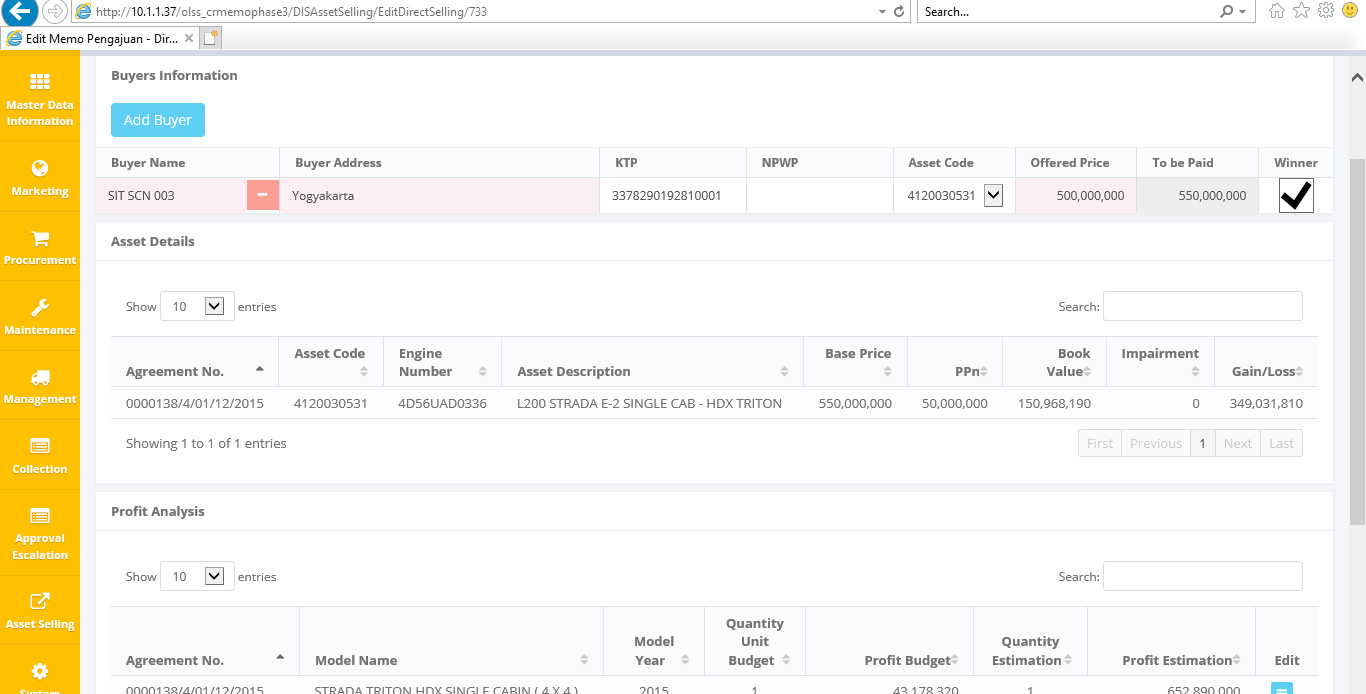 http://10.1.1.37/olss_crmemophase3/DISAssetSelling/EditDirectSelling/733
Search...
Edit Memo Pengajuan - Dir...
Master Data
Information
Marketing
Procurement
Maintenance
Management
Collection
Approval
Escalation
Asset Selling
System
Buyers Information
Add Buyer
Buyer Name Buyer Address KTP NPWP Asset Code Offered Price To be Paid Winner
SIT SCN 003 Yogyakarta 3378290192810001 4120030531 500,000,000 550,000,000
Asset Details
Show 10 entries Search:
Agreement No. Asset Code Engine Number Asset Description Base Price PPn Book Value Impairment Gain/Loss
0000138/4/01/12/2015 4120030531 4D56UAD0336 L200 STRADA E-2 SINGLE CAB - HDX TRITON 550,000,000 50,000,000 150,968,190 0 349,031,810
Showing 1 to 1 of 1 entries First Previous 1 Next Last
Profit Analysis
Show 10 entries Search:
Agreement No. Model Name Model Year Quantity Unit Budget Profit Budget Quantity Estimation Profit Estimation Edit
0000138/4/01/12/2015 STRADA TRITON HDX SINGLE CABIN ( 4 X 4 ) 2015 1 43,178,320 1 652,890,000